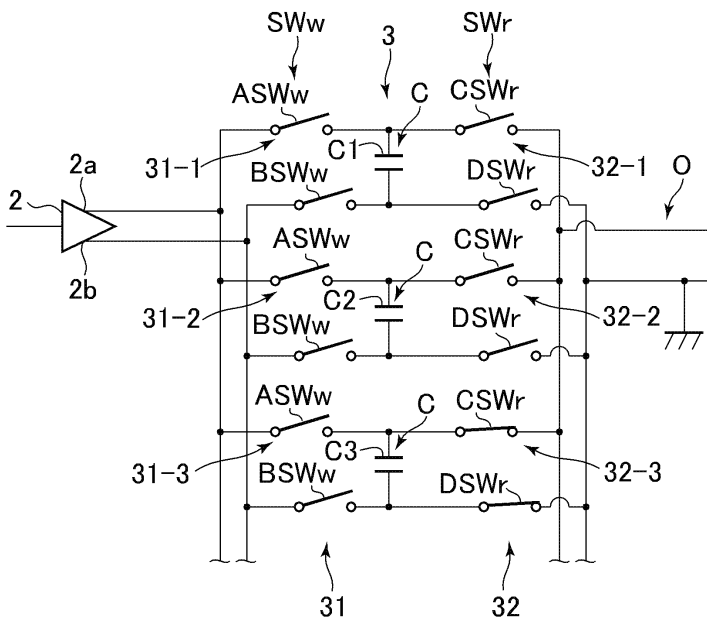 SWw
3
SWr
ASWw
C
CSWr
C1
2a
31-1
32-1
2
BSWw
DSWr
O
ASWw
CSWr
2b
C
31-2
C2
32-2
BSWw
DSWr
ASWw
CSWr
C
31-3
C3
32-3
BSWw
DSWr
31
32